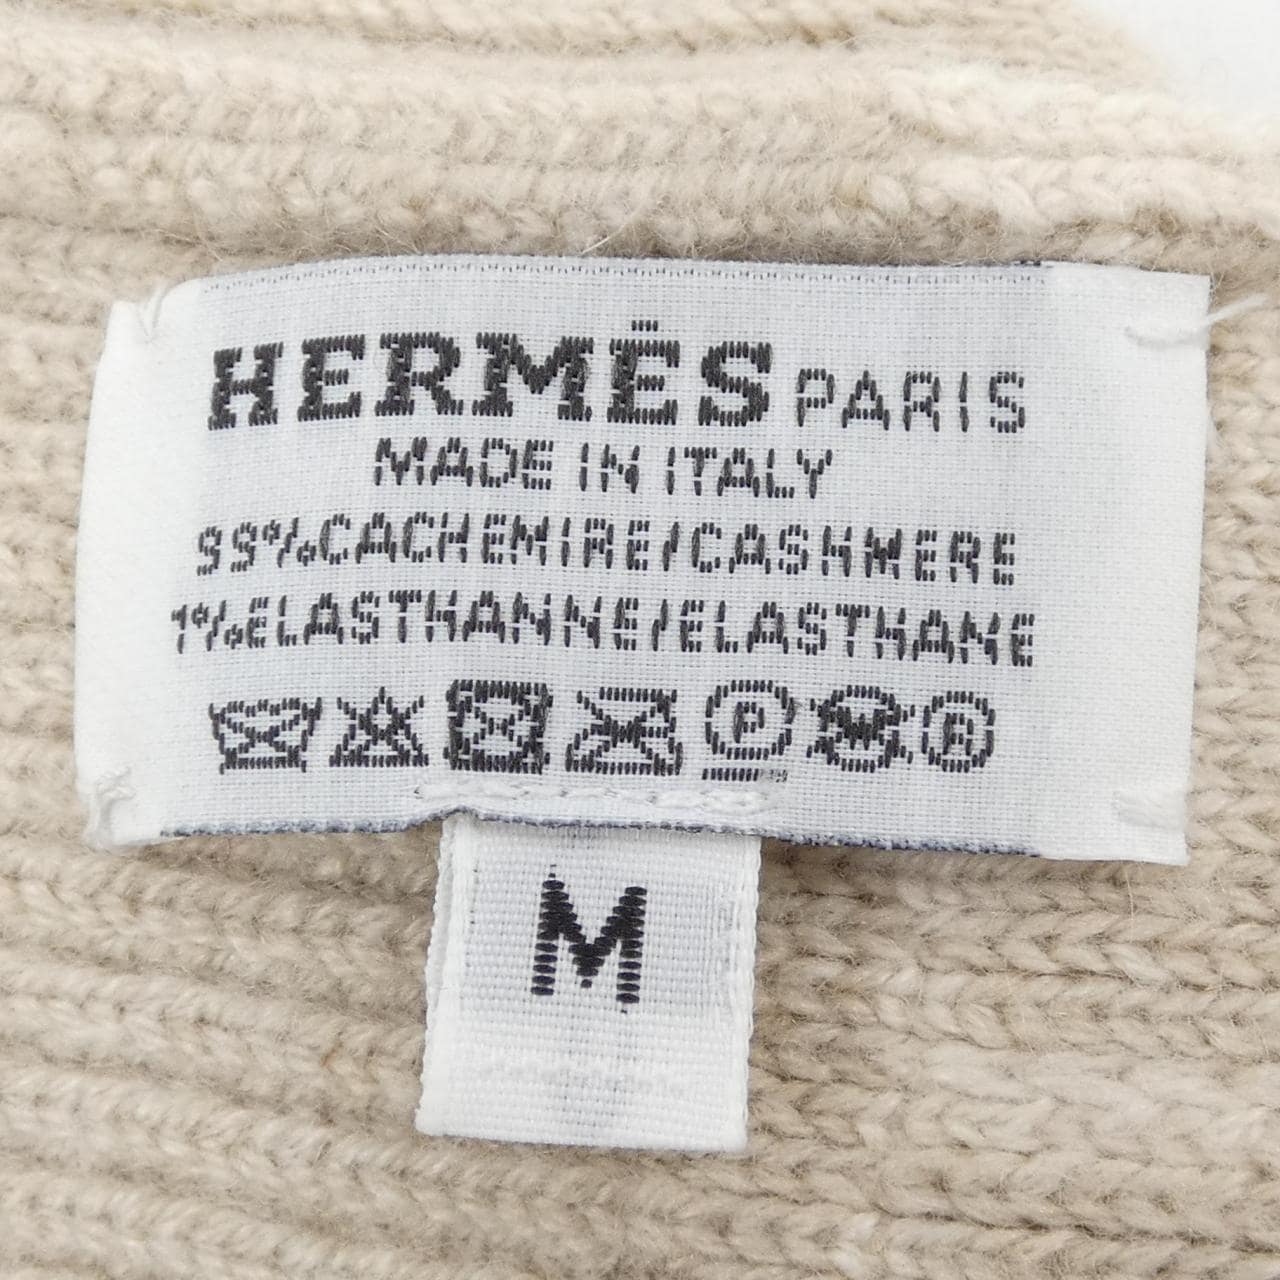 HERMÈS PARIS
MADE IN ITALY
99% CACHEMIRE/CASHMERE
1% ELASTHANNE/ELASTHANE
P W A
M